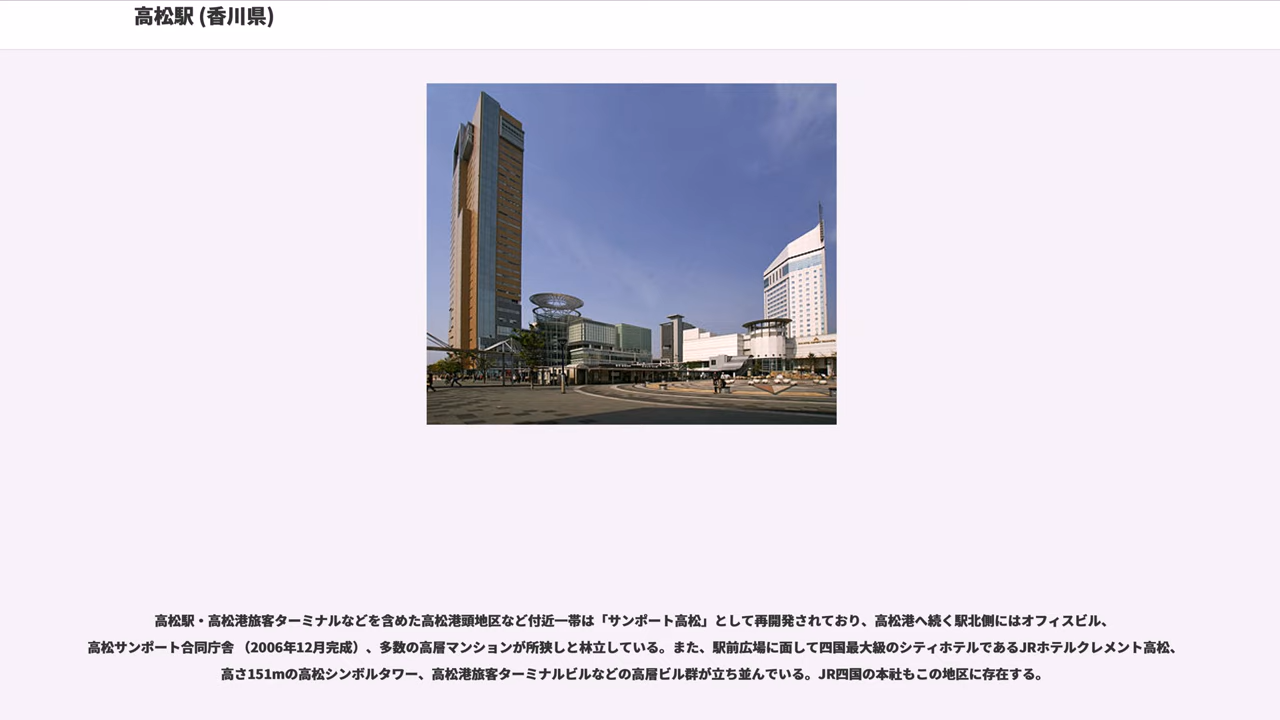 高松駅 (香川県)
高松駅・高松港旅客ターミナルなどを含めた高松港頭地区など付近一帯は「サンポート高松」として再開発されており、高松港へ続く駅北側にはオフィスビル、
高松サンポート合同庁舎 （2006年12月完成）、多数の高層マンションが所狭しと林立している。また、駅前広場に面して四国最大級のシティホテルであるJRホテルクレメント高松、
高さ151mの高松シンボルタワー、高松港旅客ターミナルビルなどの高層ビル群が立ち並んでいる。JR四国の本社もこの地区に存在する。